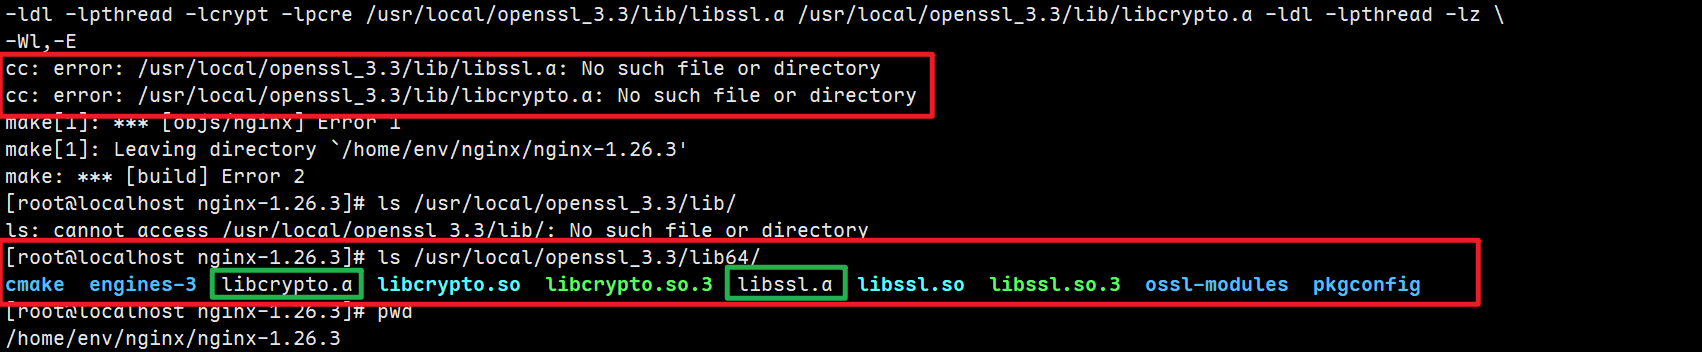 -ldl -lpthread -lcrypt -lpcre /usr/local/openssl_3.3/lib/libssl.a /usr/local/openssl_3.3/lib/libcrypto.a -ldl -lpthread -lz \
-Wl,-E
cc: error: /usr/local/openssl_3.3/lib/libssl.a: No such file or directory
cc: error: /usr/local/openssl_3.3/lib/libcrypto.a: No such file or directory
make[1]: *** [objs/nginx] Error 1
make[1]: Leaving directory `/home/env/nginx/nginx-1.26.3'
make: *** [build] Error 2
[root@localhost nginx-1.26.3]# ls /usr/local/openssl_3.3/lib/
ls: cannot access /usr/local/openssl_3.3/lib/: No such file or directory
[root@localhost nginx-1.26.3]# ls /usr/local/openssl_3.3/lib64/
cmake  engines-3  libcrypto.a  libcrypto.so  libcrypto.so.3  libssl.a  libssl.so  libssl.so.3  ossl-modules  pkgconfig
[root@localhost nginx-1.26.3]# pwd
/home/env/nginx/nginx-1.26.3